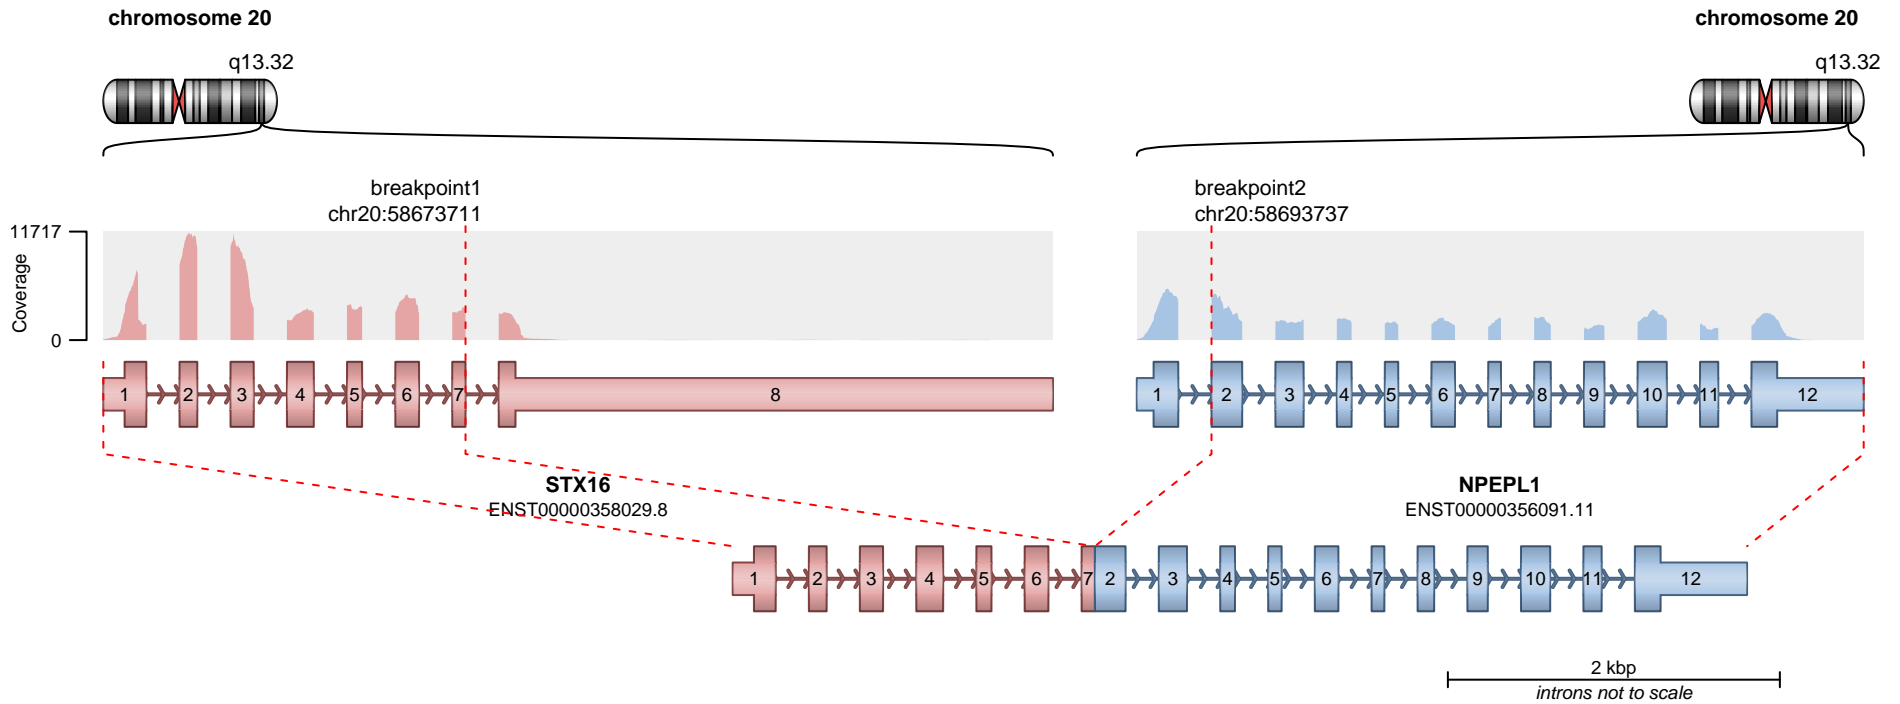 chromosome 20
chromosome 20
q13.32
q13.32
breakpoint1
chr20:58673711
breakpoint2
chr20:58693737
11717
Coverage
0
1 2 3 4 5 6 7 8
1 2 3 4 5 6 7 8 9 10 11 12
STX16
ENST00000358029.8
NPEPL1
ENST00000356091.11
1 2 3 4 5 6 7 2 3 4 5 6 7 8 9 10 11 12
2 kbp
introns not to scale